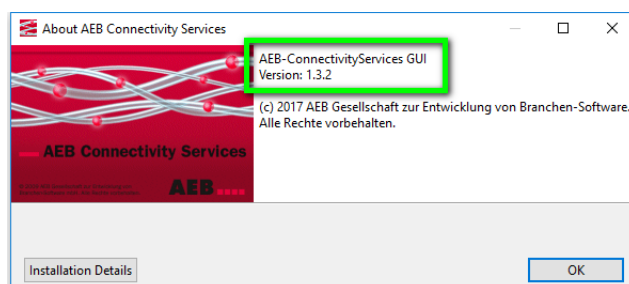 About AEB Connectivity Services
AEB-ConnectivityServices GUI
Version: 1.3.2
(c) 2017 AEB Gesellschaft zur Entwicklung von Branchen-Software.
Alle Rechte vorbehalten.
AEB Connectivity Services
AEB
Installation Details
OK